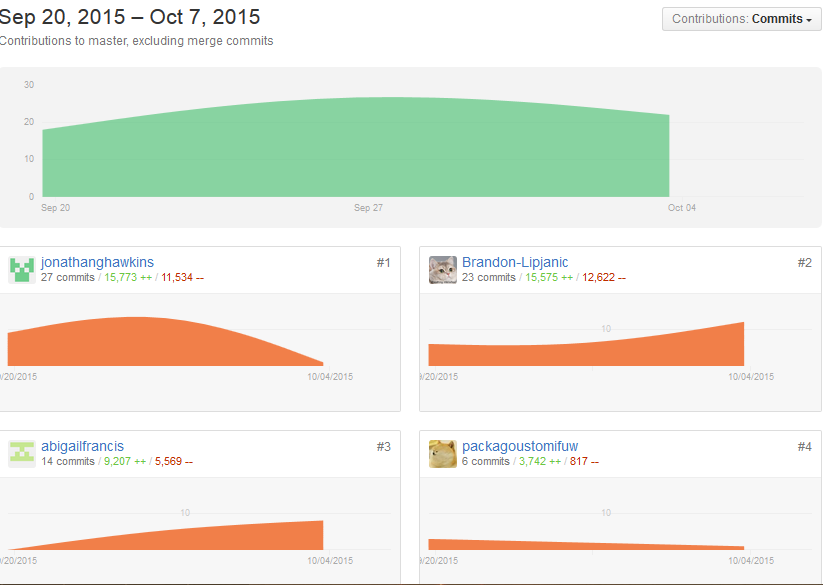 Sep 20, 2015 – Oct 7, 2015
Contributions: Commits
Contributions to master, excluding merge commits
30
20
10
0
Sep 20
Sep 27
Oct 04
jonathanghawkins
#1
27 commits / 15,773 ++ / 11,534 --
/20/2015
10/04/2015
Brandon-Lipjanic
#2
23 commits / 15,575 ++ / 12,622 --
10
/20/2015
10/04/2015
abigailfrancis
#3
14 commits / 9,207 ++ / 5,569 --
10
/20/2015
10/04/2015
packagoustomifuw
#4
6 commits / 3,742 ++ / 817 --
10
/20/2015
10/04/2015